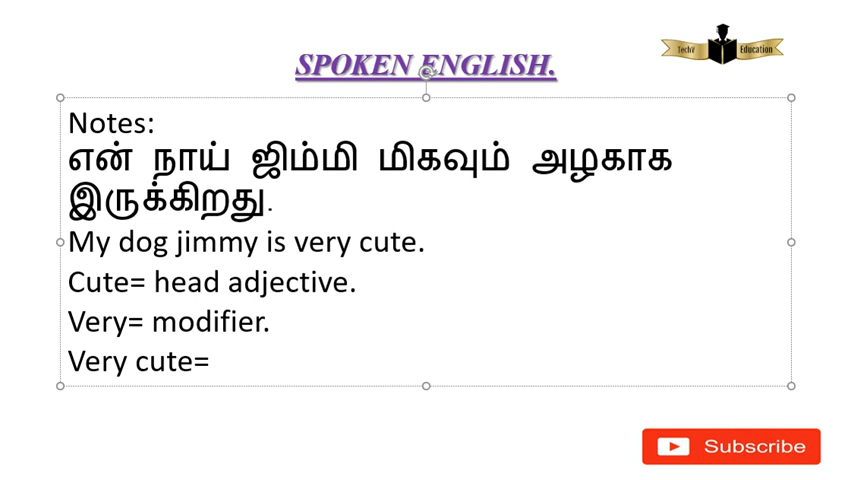 SPOKEN ENGLISH.
TechV Education
Notes:
என் நாய் ஜிம்மி மிகவும் அழகாக
இருக்கிறது.
My dog jimmy is very cute.
Cute= head adjective.
Very= modifier.
Very cute=
Subscribe